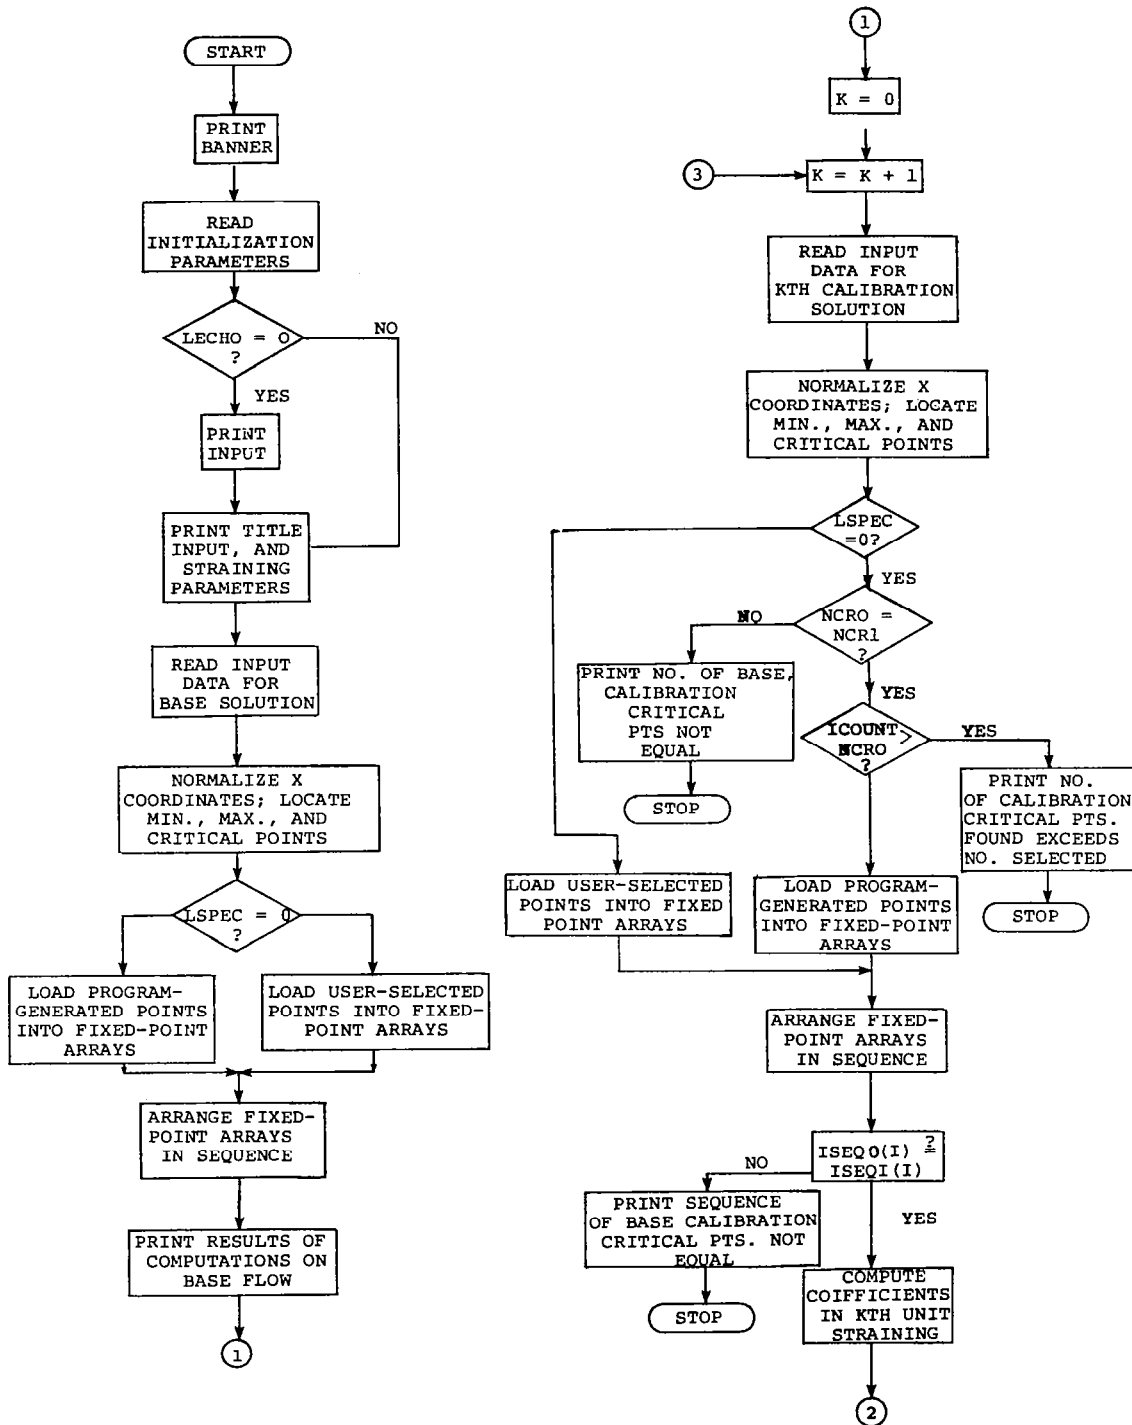 START
PRINT
BANNER
READ
INITIALIZATION
PARAMETERS
LECHO = O
?
NO
YES
PRINT
INPUT
PRINT TITLE
INPUT, AND
STRAINING
PARAMETERS
READ INPUT
DATA FOR
BASE SOLUTION
NORMALIZE X
COORDINATES; LOCATE
MIN., MAX., AND
CRITICAL POINTS
LSPEC = 0
?
LOAD PROGRAM-
GENERATED POINTS
INTO FIXED-POINT
ARRAYS
LOAD USER-SELECTED
POINTS INTO FIXED-
POINT ARRAYS
ARRANGE FIXED-
POINT ARRAYS
IN SEQUENCE
PRINT RESULTS OF
COMPUTATIONS ON
BASE FLOW
1
1
K = 0
3
K = K + 1
READ INPUT
DATA FOR
KTH CALIBRATION
SOLUTION
NORMALIZE X
COORDINATES; LOCATE
MIN., MAX., AND
CRITICAL POINTS
LSPEC
=0?
YES
NCRO =
NCR1
?
NO
PRINT NO. OF BASE,
CALIBRATION
CRITICAL
PTS NOT
EQUAL
STOP
YES
ICOUNT >
NCRO
?
YES
PRINT NO.
OF CALIBRATION
CRITICAL PTS.
FOUND EXCEEDS
NO. SELECTED
STOP
LOAD USER-SELECTED
POINTS INTO FIXED
POINT ARRAYS
LOAD PROGRAM-
GENERATED POINTS
INTO FIXED-POINT
ARRAYS
ARRANGE FIXED-
POINT ARRAYS
IN SEQUENCE
ISEQO(I) ≟
ISEQI(I)
NO
PRINT SEQUENCE
OF BASE CALIBRATION
CRITICAL PTS. NOT
EQUAL
STOP
YES
COMPUTE
COIFFICIENTS
IN KTH UNIT
STRAINING
2